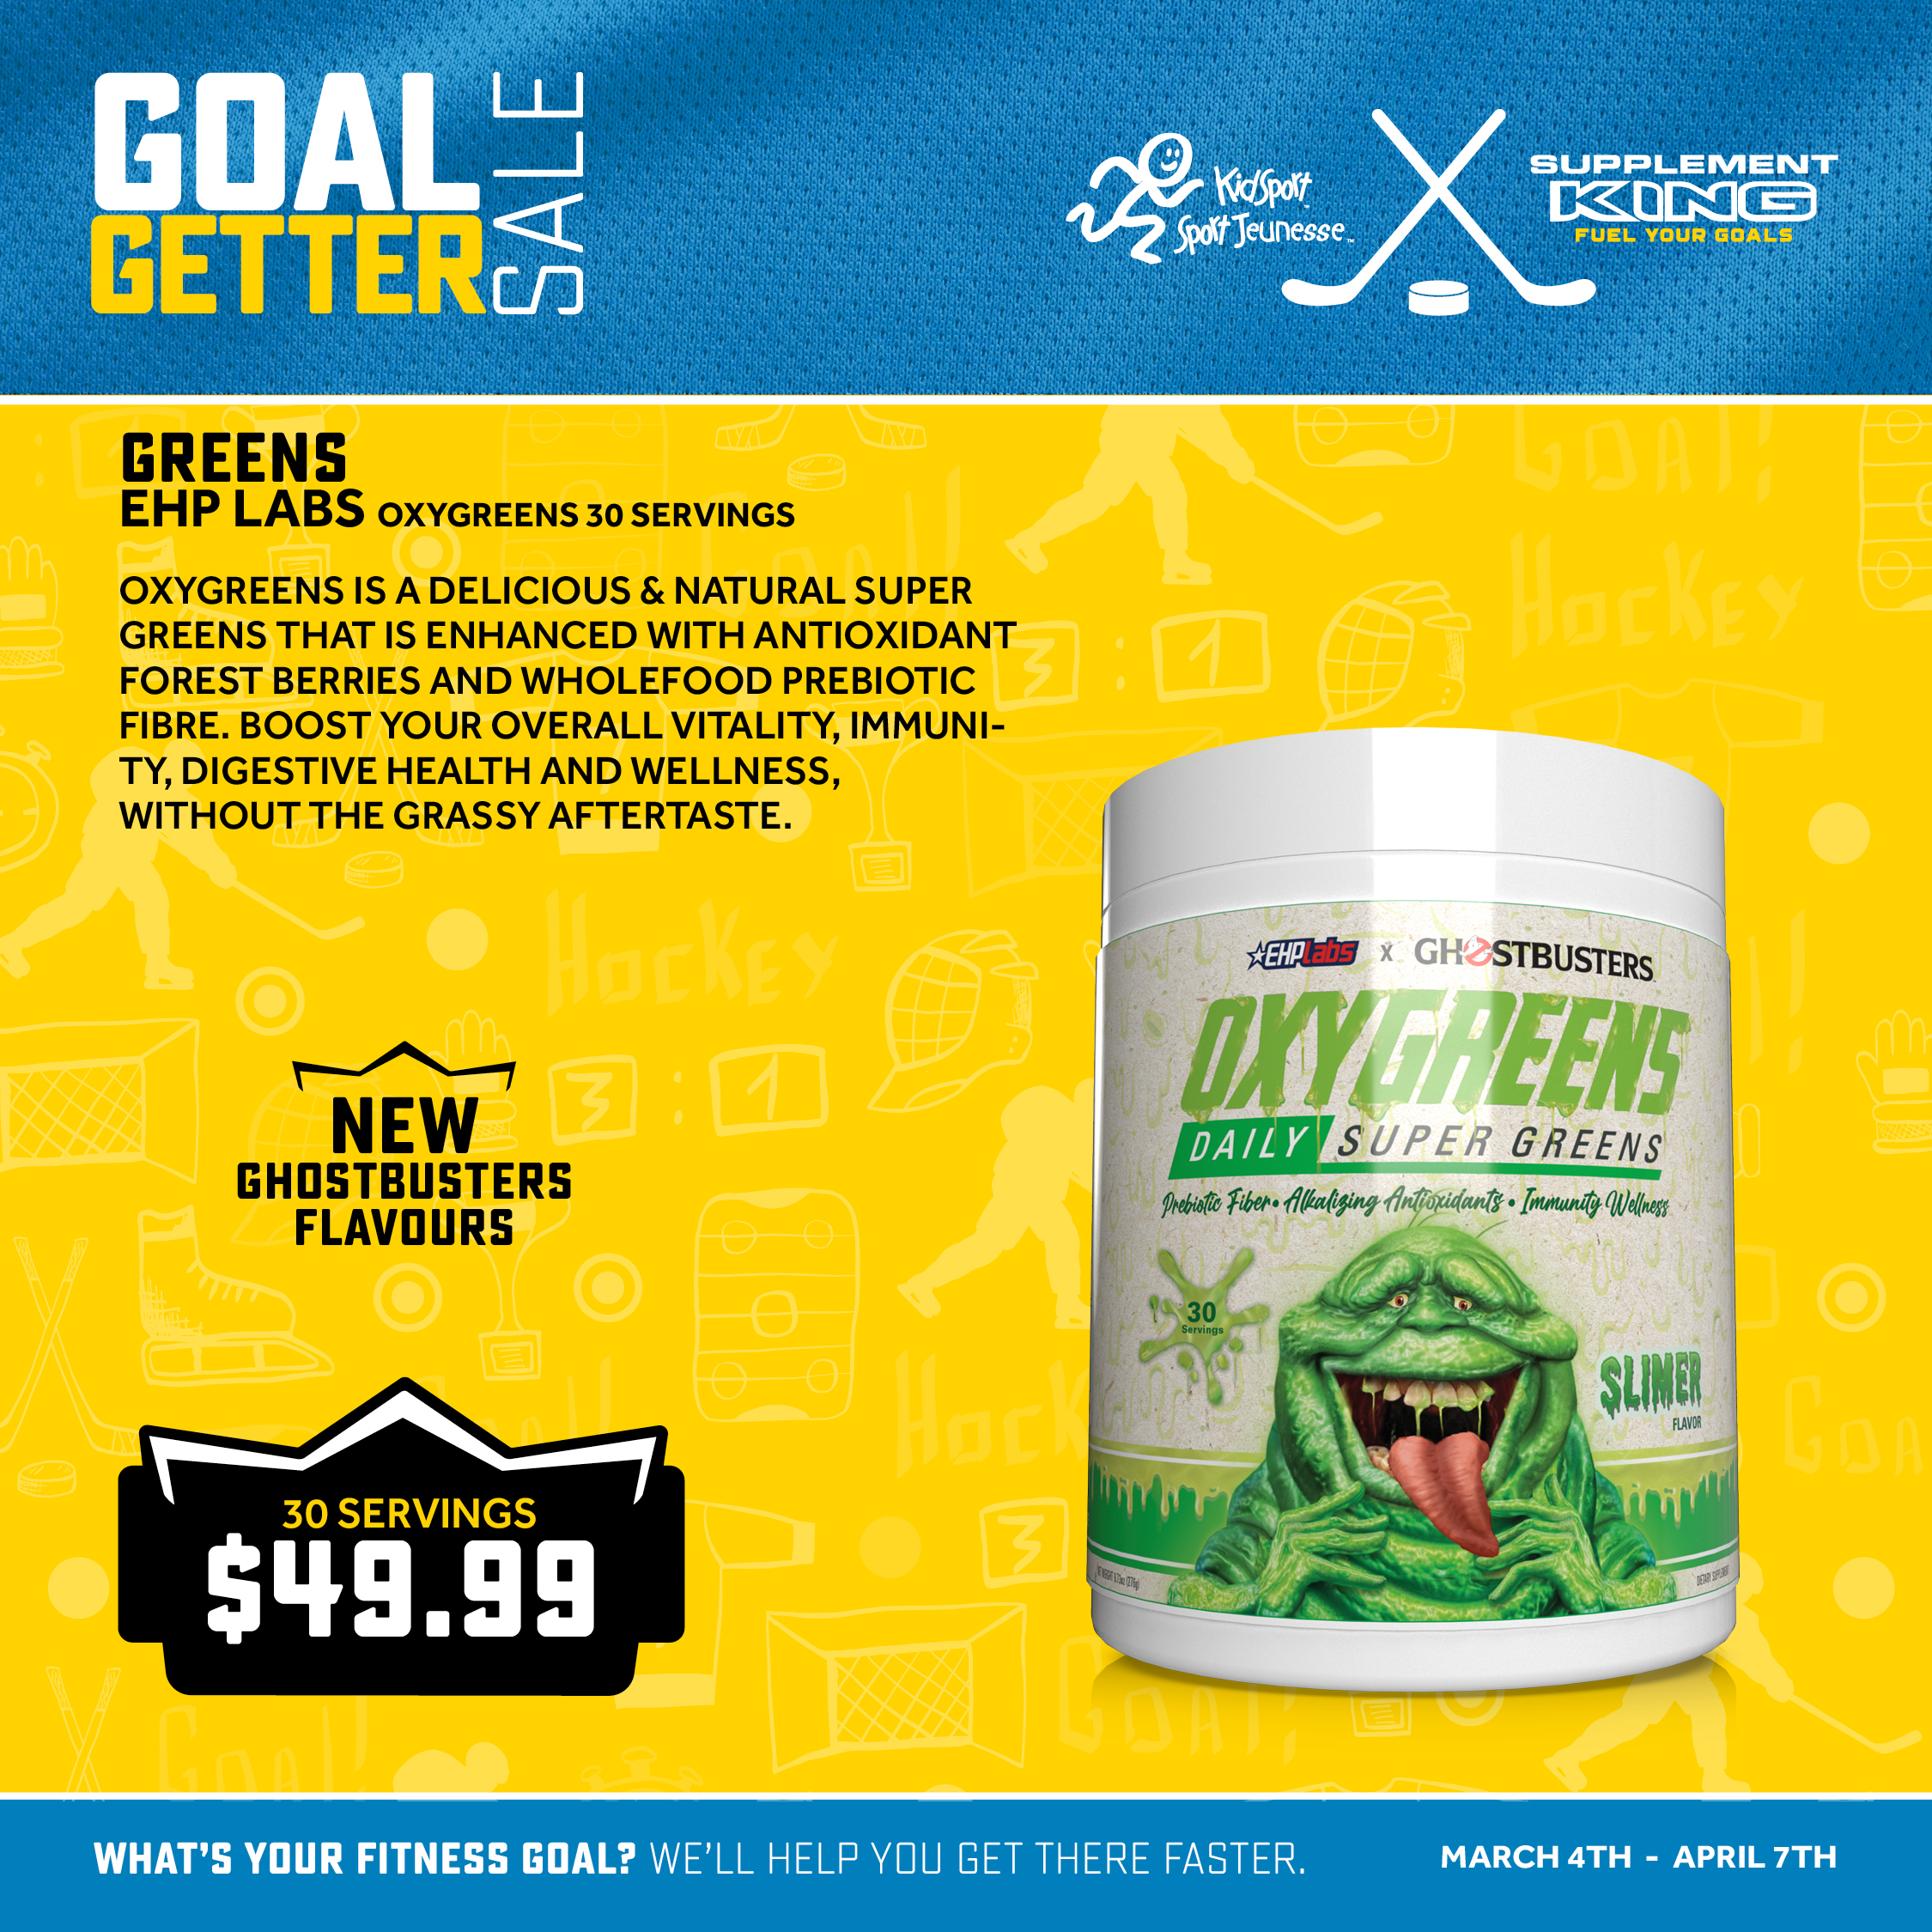 GOAL
GETTER
SALE
KidSport™
Sport Jeunesse™
SUPPLEMENT
KING
FUEL YOUR GOALS
GREENS
EHP LABS OXYGREENS 30 SERVINGS
OXYGREENS IS A DELICIOUS & NATURAL SUPER
GREENS THAT IS ENHANCED WITH ANTIOXIDANT
FOREST BERRIES AND WHOLEFOOD PREBIOTIC
FIBRE. BOOST YOUR OVERALL VITALITY, IMMUNI-
TY, DIGESTIVE HEALTH AND WELLNESS,
WITHOUT THE GRASSY AFTERTASTE.
NEW
GHOSTBUSTERS
FLAVOURS
30 SERVINGS
$49.99
EHPLabs X GHOSTBUSTERS
OXYGREENS
DAILY SUPER GREENS
Prebiotic Fiber • Alkalizing Antioxidants • Immunity Wellness
30
Servings
SLIMER
FLAVOR
DIETARY SUPPLEMENT
WHAT'S YOUR FITNESS GOAL? WE'LL HELP YOU GET THERE FASTER.
MARCH 4TH - APRIL 7TH